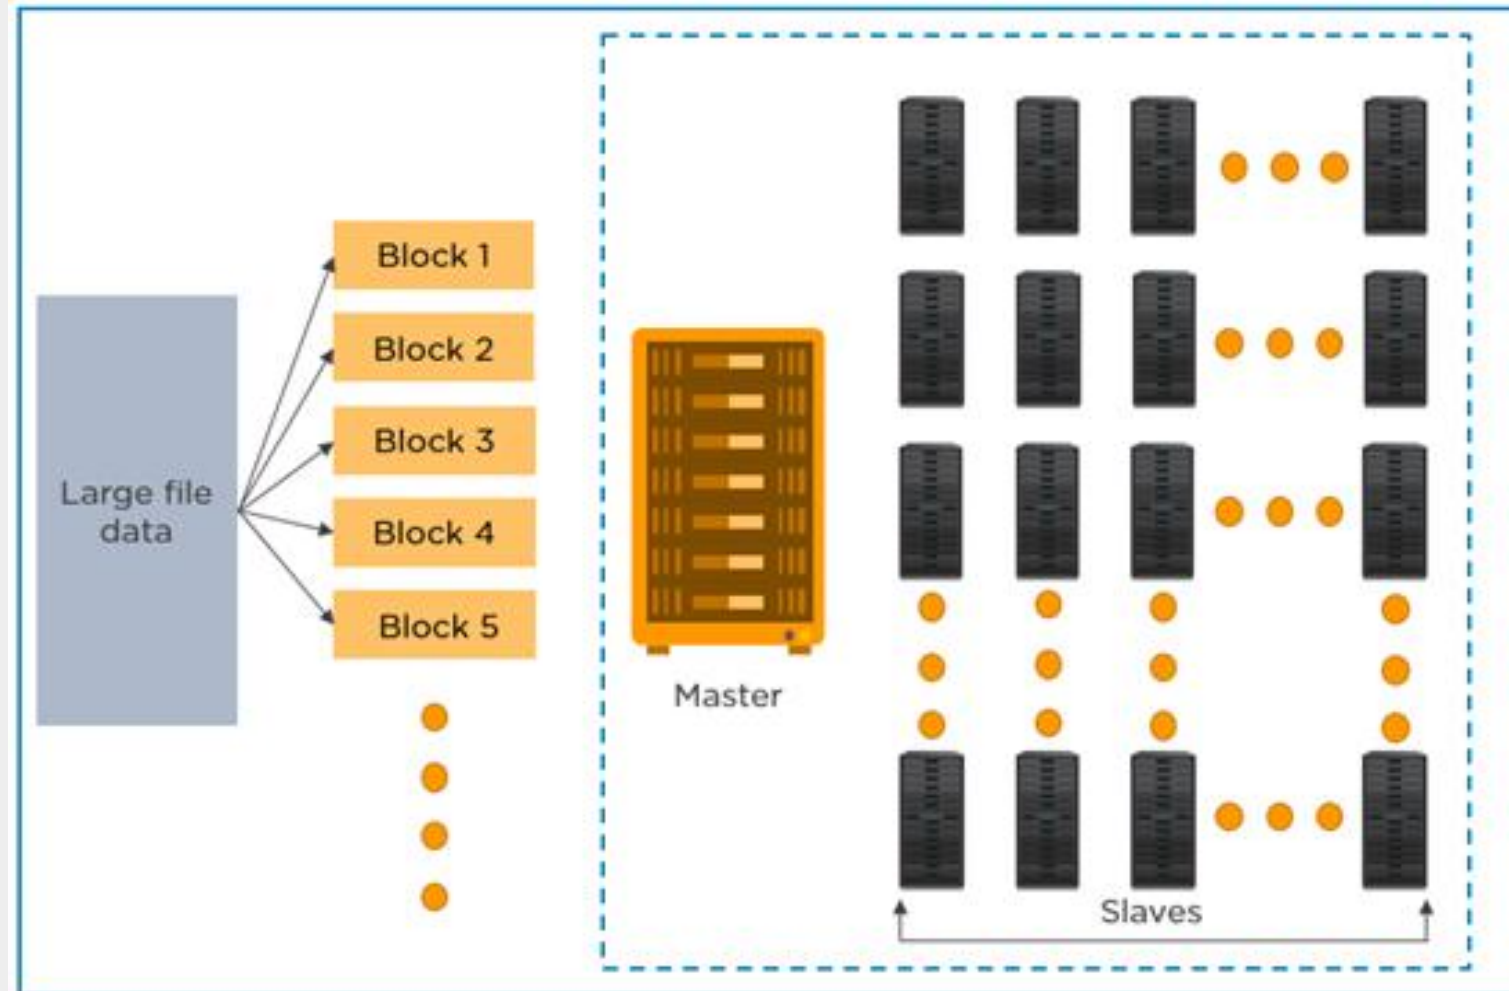 Large file
data
Block 1
Block 2
Block 3
Block 4
Block 5
Master
Slaves